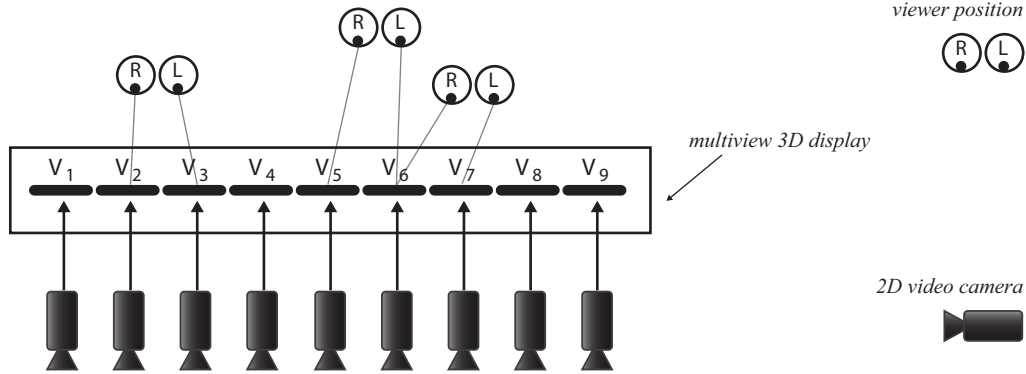 viewer position
R L
R L
R L
R L
multiview 3D display
V1 V2 V3 V4 V5 V6 V7 V8 V9
2D video camera